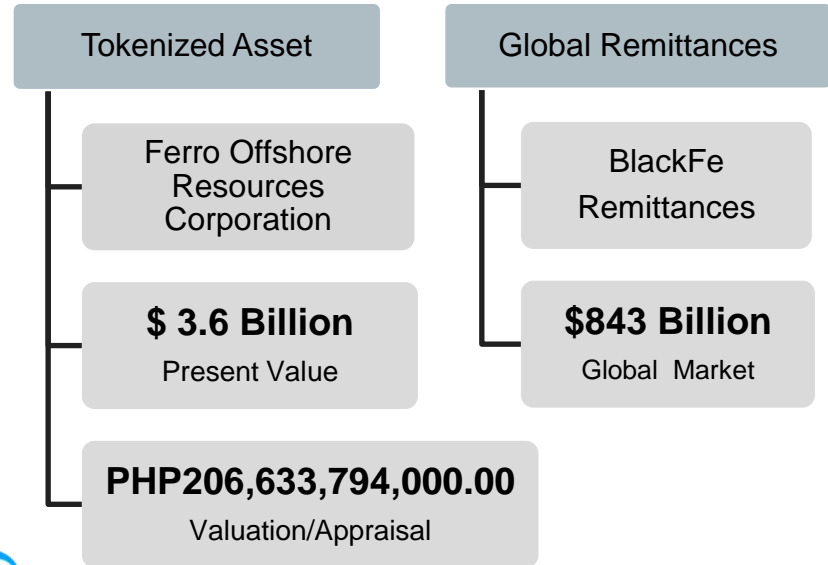 Tokenized Asset
Ferro Offshore
Resources
Corporation
$ 3.6 Billion
Present Value
PHP206,633,794,000.00
Valuation/Appraisal
Global Remittances
BlackFe
Remittances
$843 Billion
Global Market